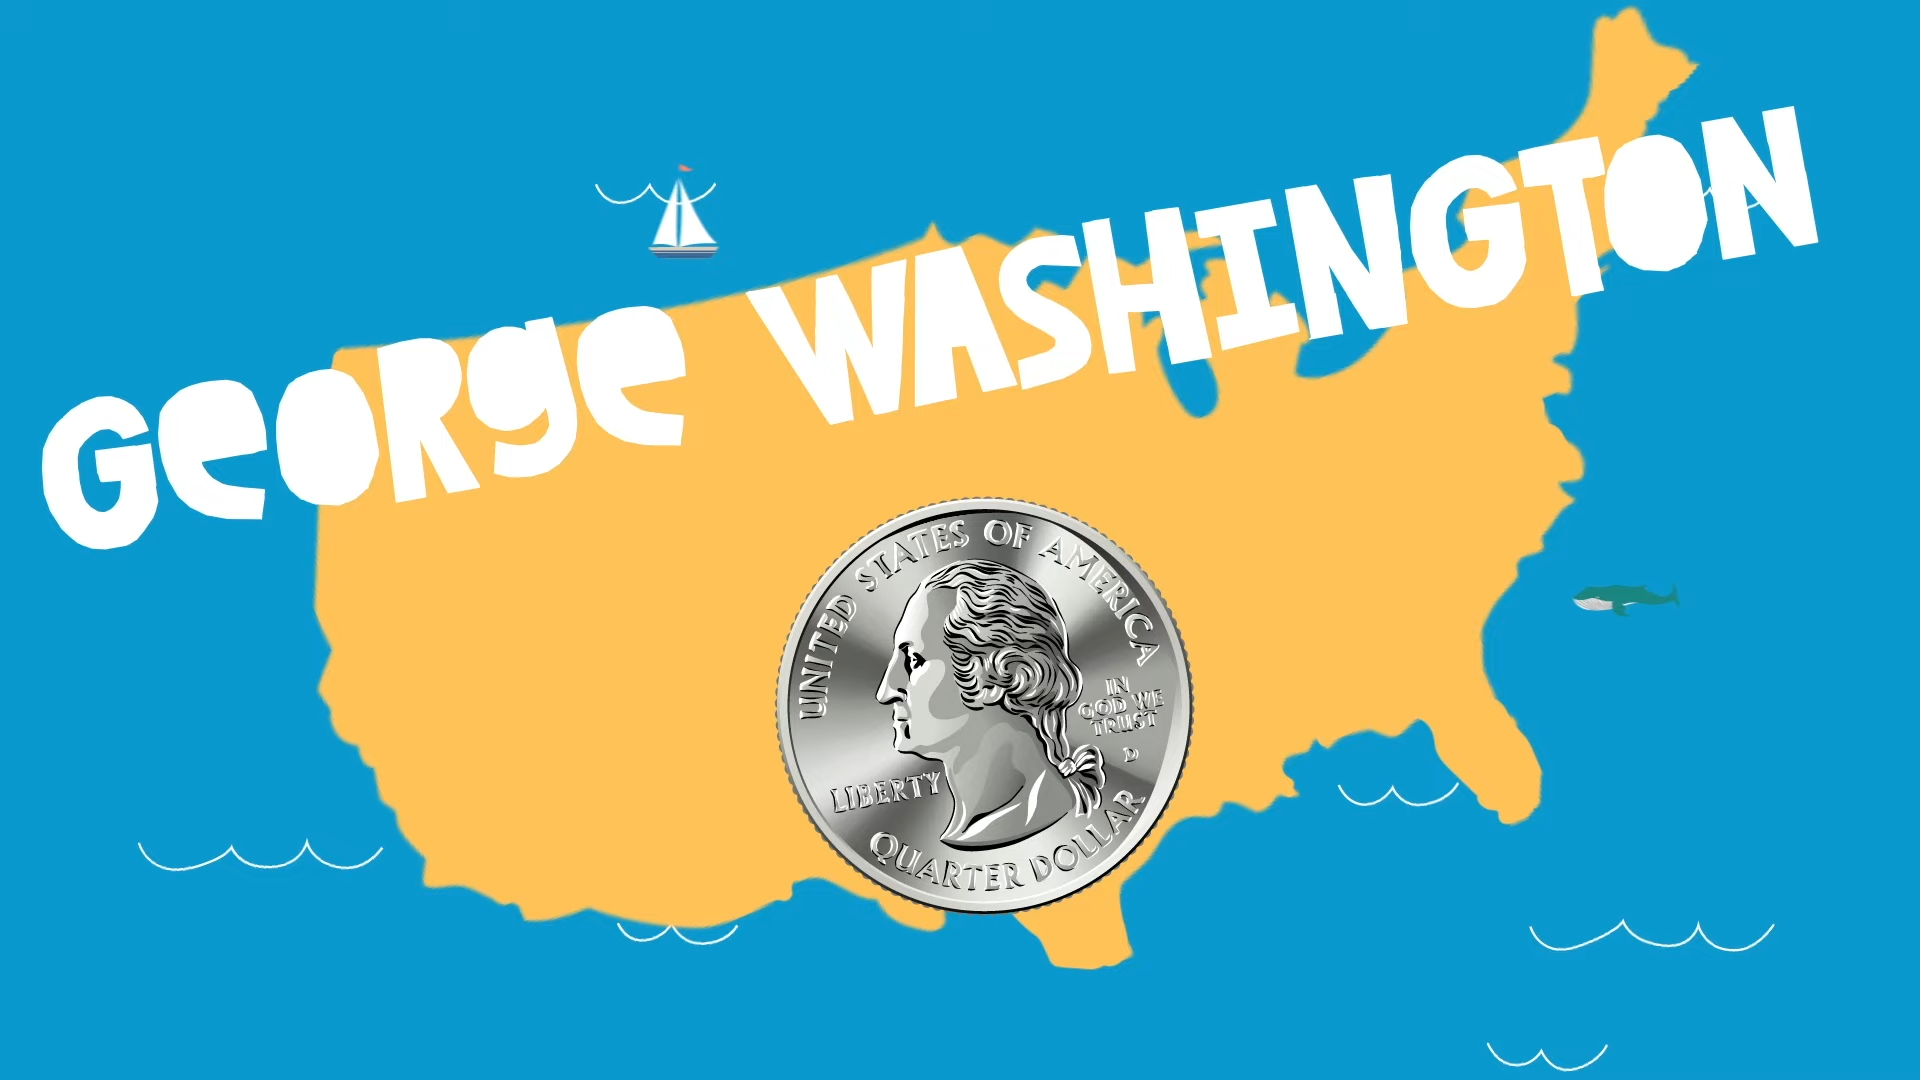 GeoRge WASHINGTON
UNITED STATES OF AMERICA
IN
GOD WE
TRUST
D
LIBERTY
QUARTER DOLLAR